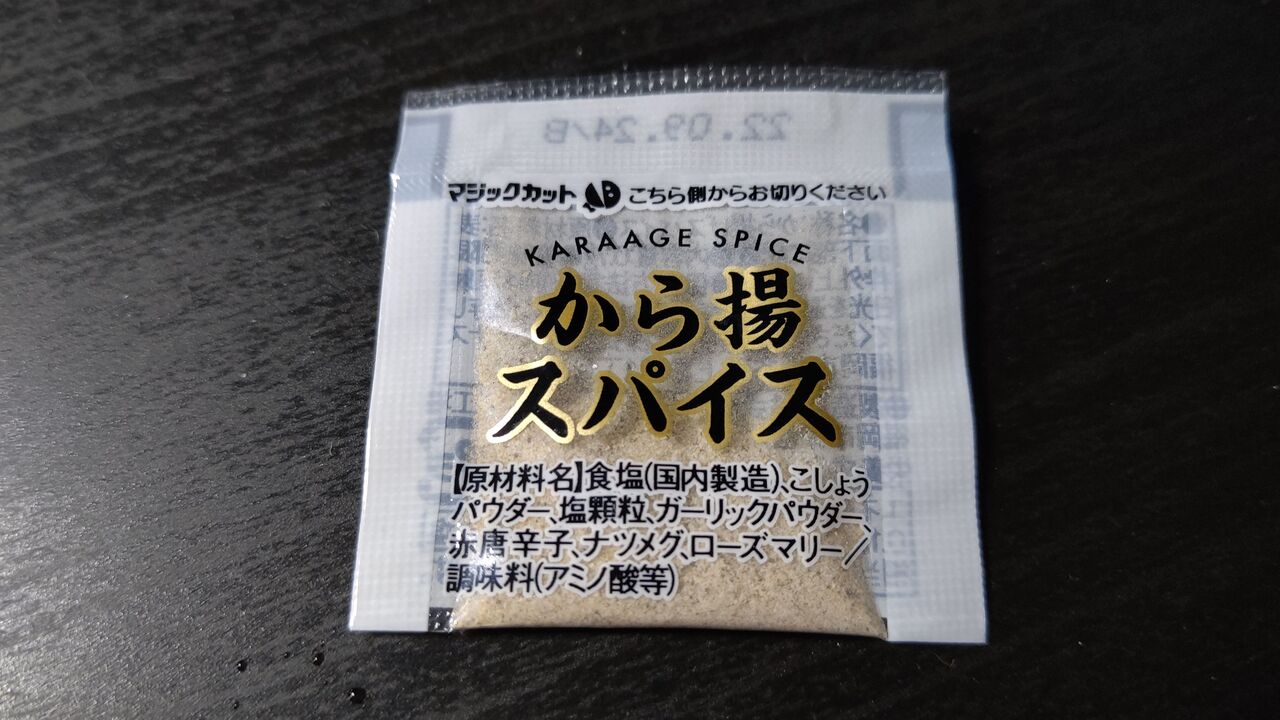 22.09.24/B
マジックカット こちら側からお切りください
KARAAGE SPICE
から揚
スパイス
【原材料名】食塩(国内製造)、こしょう
パウダー、塩顆粒、ガーリックパウダー、
赤唐辛子、ナツメグ、ローズマリー/
調味料(アミノ酸等)